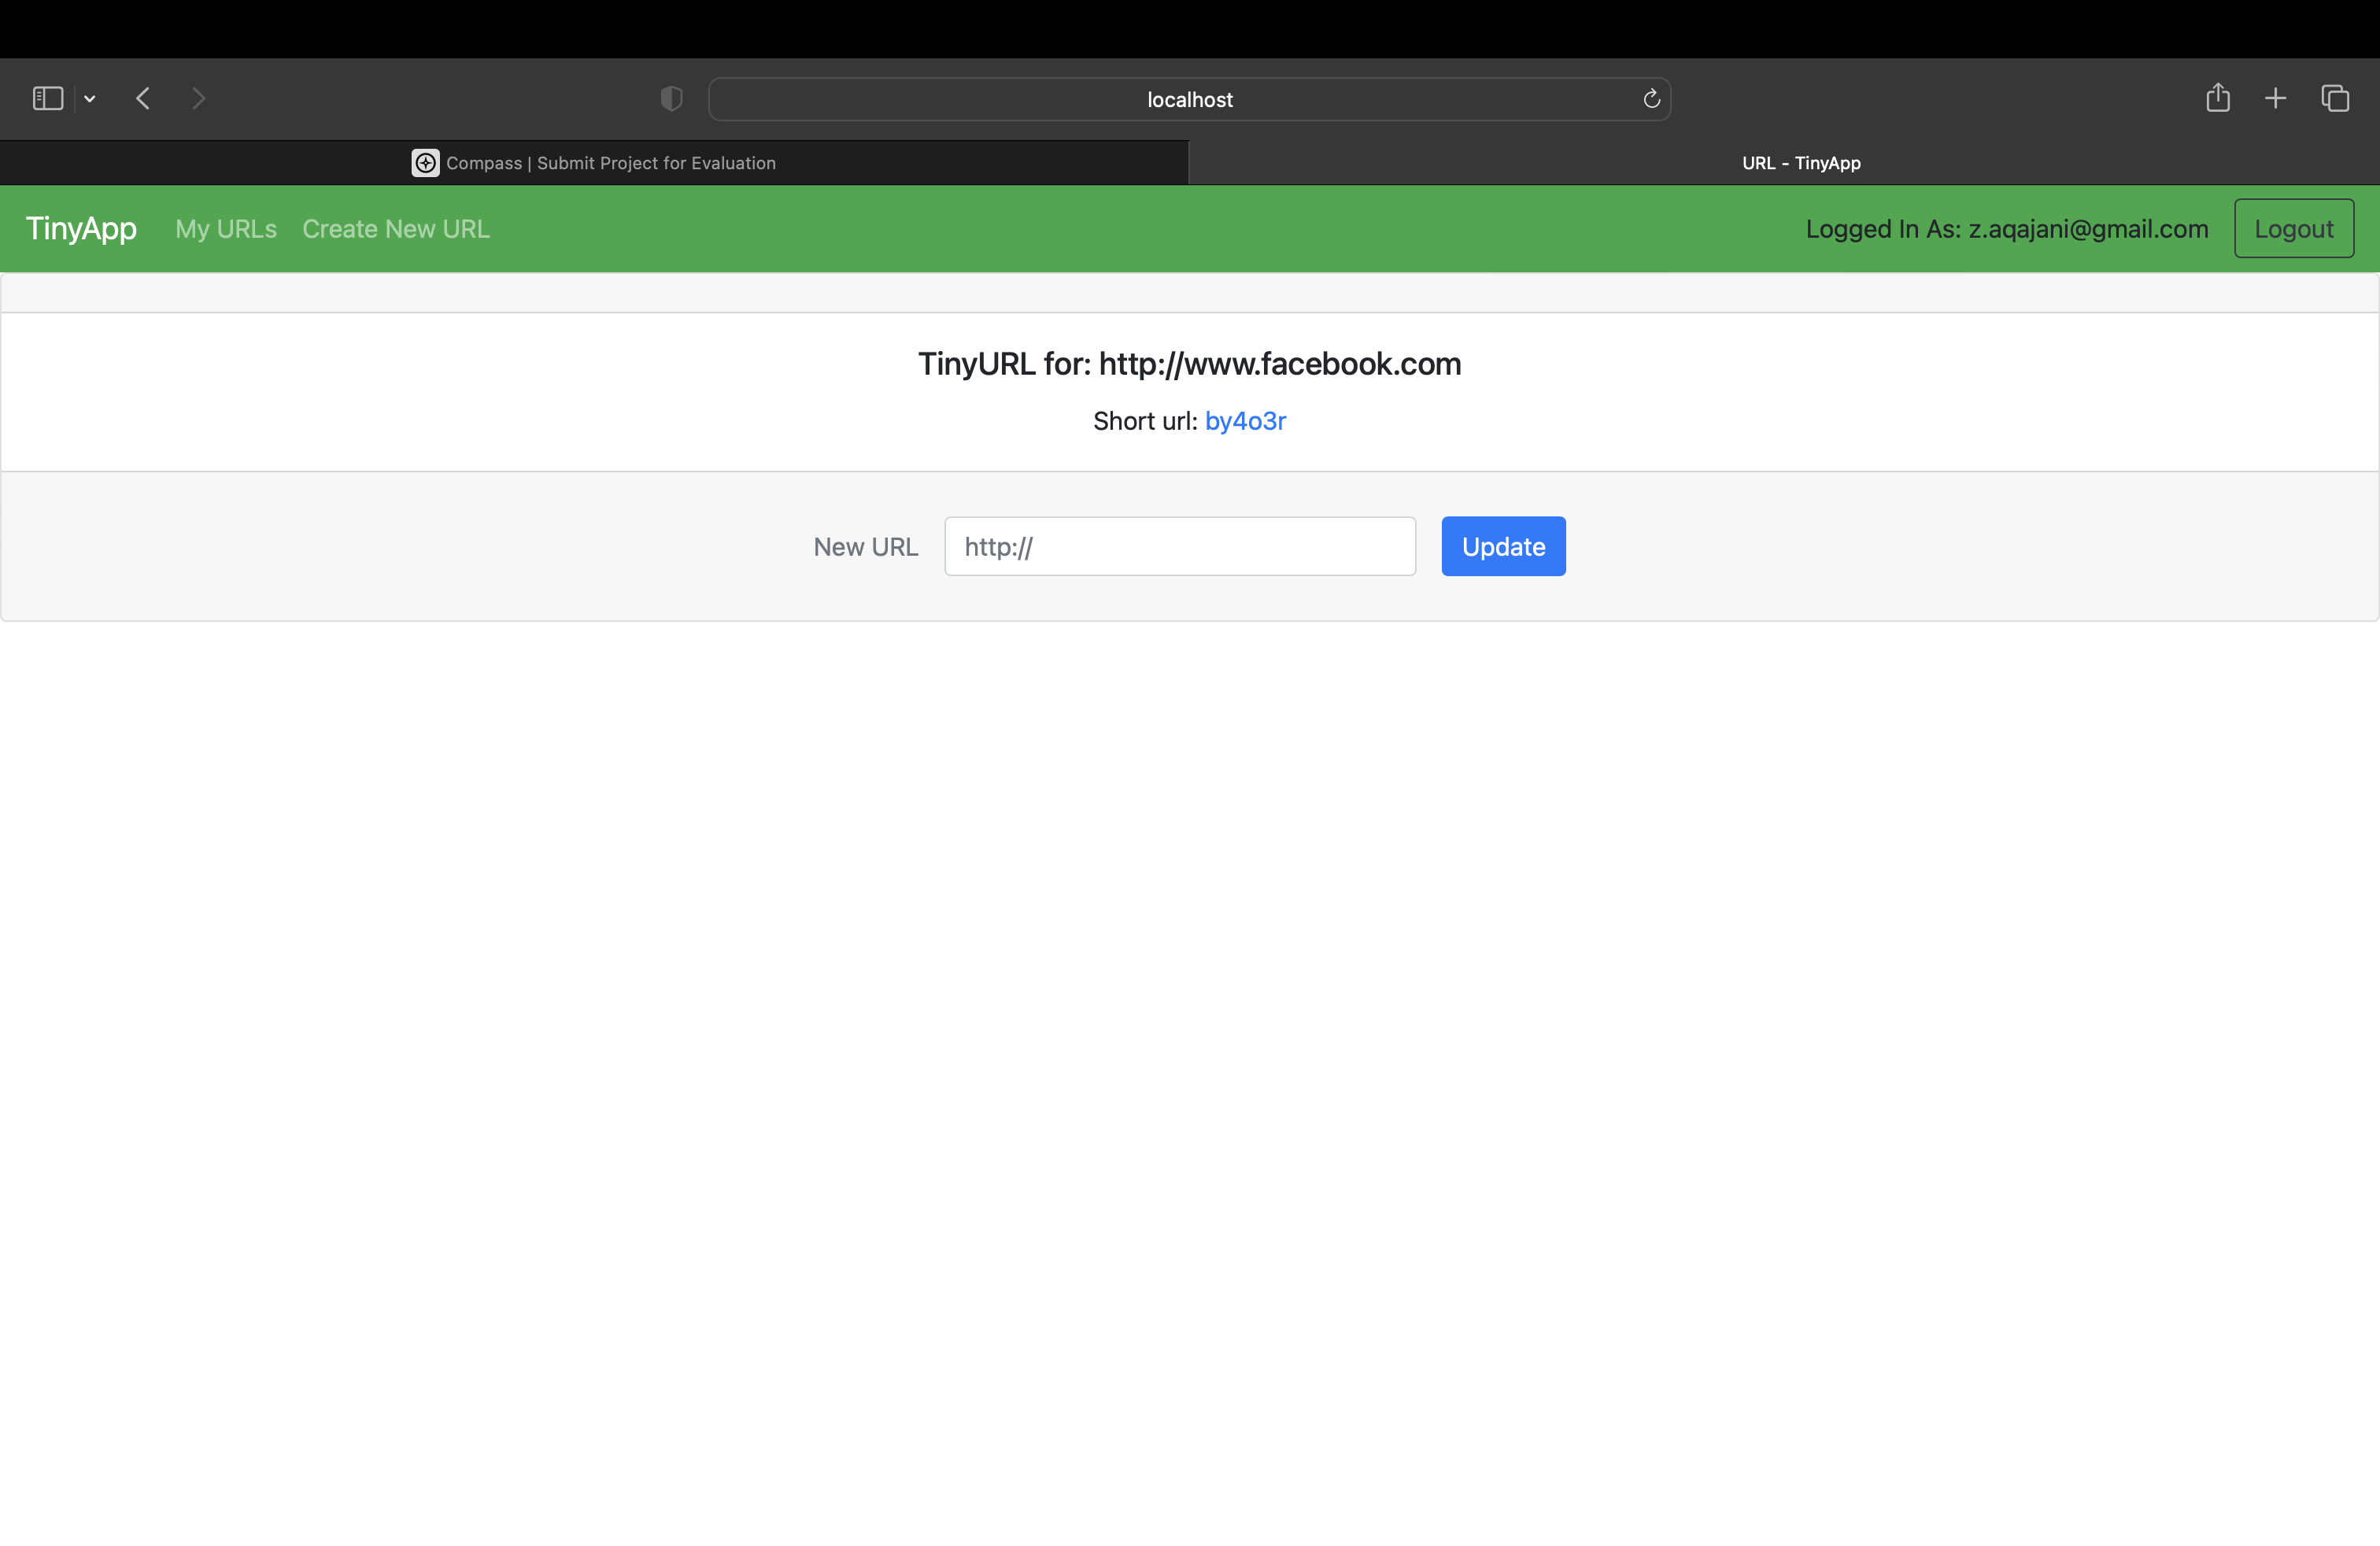 localhost
Compass | Submit Project for Evaluation
URL - TinyApp
TinyApp My URLs Create New URL Logged In As: z.aqajani@gmail.com Logout
TinyURL for: http://www.facebook.com
Short url: by4o3r
New URL http:// Update